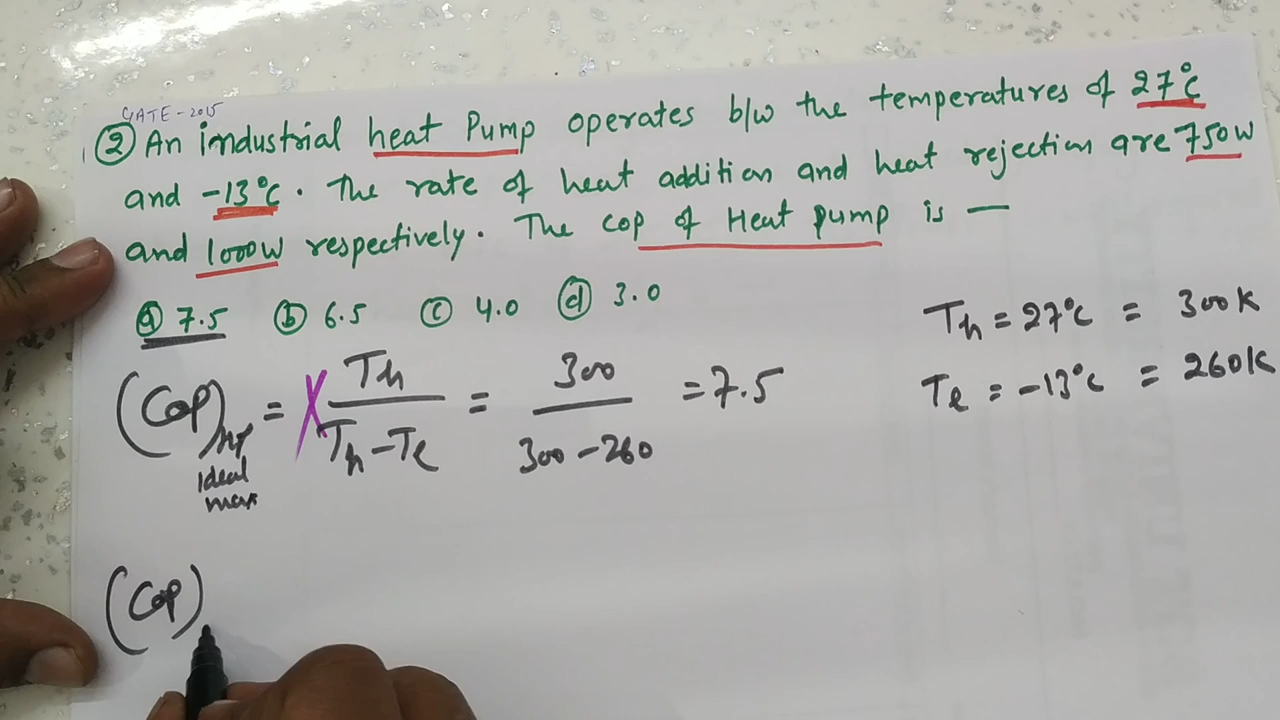 GATE-2015
② An industrial heat Pump operates b/w the temperatures of 27°c
and -13°c. The rate of heat addition and heat rejection are 750W
and 1000W respectively. The cop of Heat pump is —
ⓐ 7.5 ⓑ 6.5 ⓒ 4.0 ⓓ 3.0
Th = 27°c = 300K
Tl = -13°c = 260K
(Cop)HP ideal max = Th / Th - Tl = 300 / 300 - 260 = 7.5
(Cop)